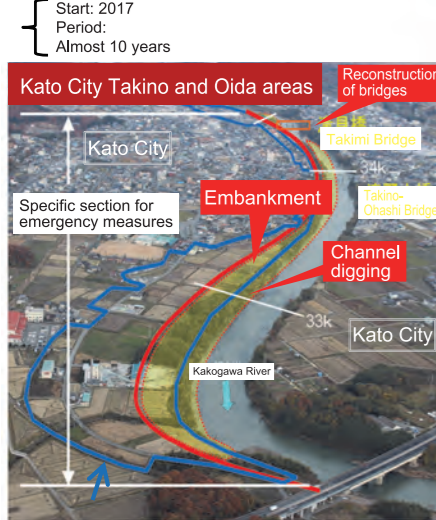 Start: 2017
Period:
Almost 10 years
Kato City Takino and Oida areas
Reconstruction
of bridges
Kato City
Takimi Bridge
34k
Specific section for
emergency measures
Embankment
Takino-
Ohashi Bridge
Channel
digging
33k
Kato City
Kakogawa River